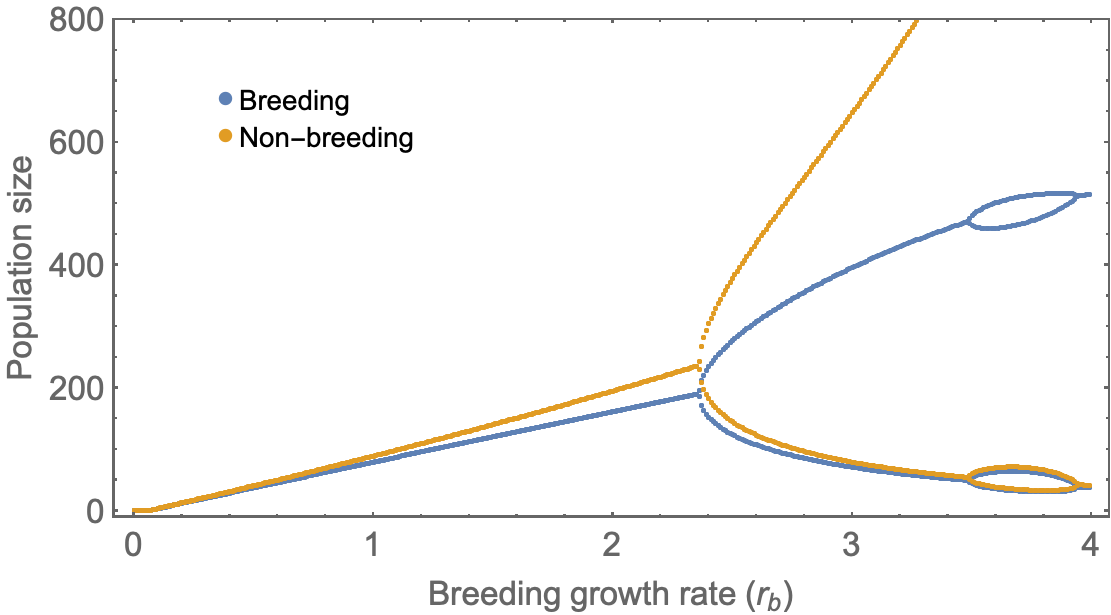 800
600
400
200
0
Population size
Breeding
Non-breeding
0 1 2 3 4
Breeding growth rate (r_b)